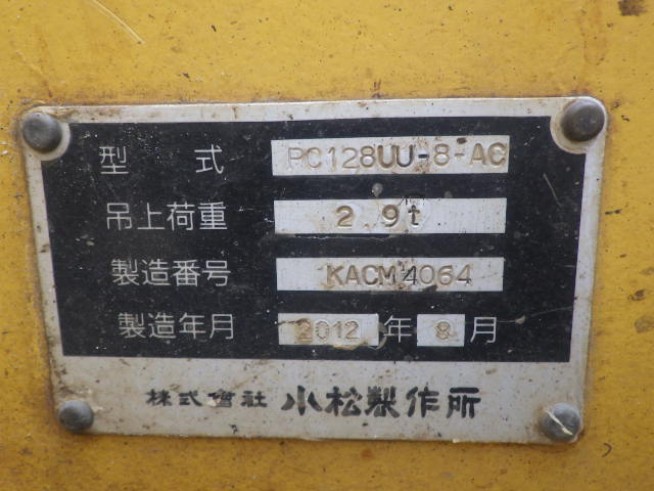 型 式 PC128UU-8-AC
吊上荷重 2.9t
製造番号 KACM4064
製造年月 2012年 8月
株式會社 小松製作所